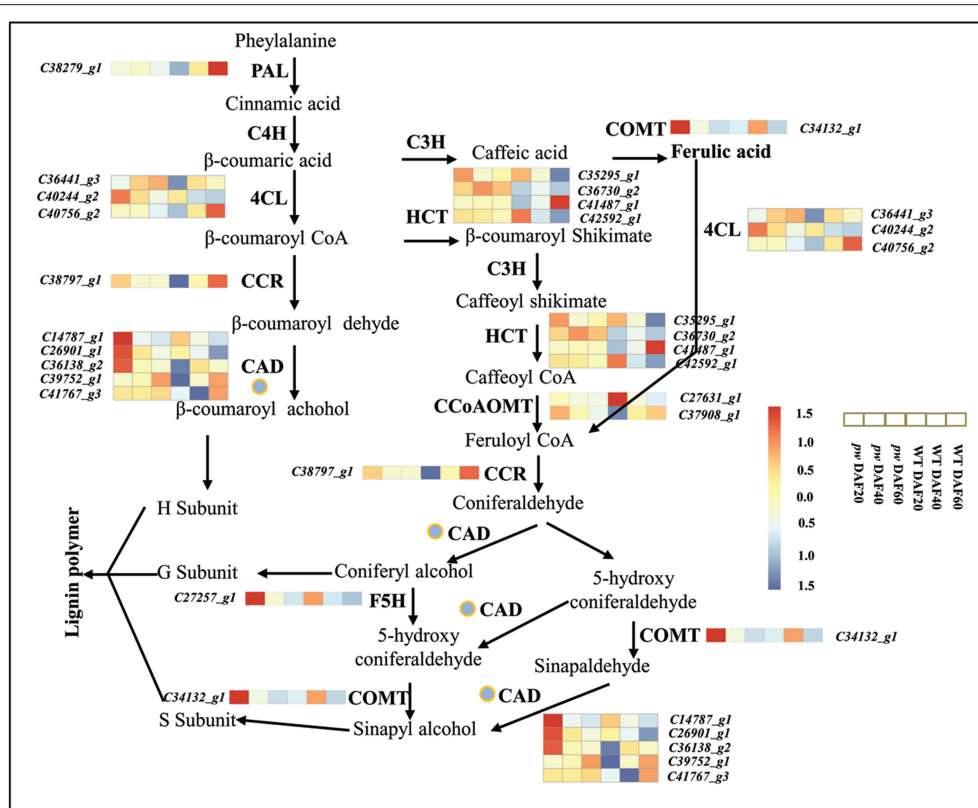 Pheylalanine
C38279_g1
PAL
Cinnamic acid
C4H
β-coumaric acid
C36441_g3
C40244_g2
C40756_g2
4CL
β-coumaroyl CoA
C38797_g1
CCR
β-coumaroyl dehyde
C14787_g1
C26901_g1
C36138_g2
C39752_g1
C41767_g3
CAD
β-coumaroyl achohol
H Subunit
G Subunit
S Subunit
Lignin polymer
C3H
Caffeic acid
C35295_g1
C36730_g2
C41487_g1
C42592_g1
HCT
β-coumaroyl Shikimate
C3H
Caffeoyl shikimate
HCT
C35295_g1
C36730_g2
C41487_g1
C42592_g1
Caffeoyl CoA
CCoAOMT
C27631_g1
C37908_g1
Feruloyl CoA
C38797_g1
CCR
Coniferaldehyde
CAD
Coniferyl alcohol
C27257_g1
F5H
CAD
5-hydroxy
coniferaldehyde
C34132_g1
COMT
Sinapyl alcohol
CAD
5-hydroxy
coniferaldehyde
COMT
C34132_g1
Sinapaldehyde
C14787_g1
C26901_g1
C36138_g2
C39752_g1
C41767_g3
COMT
C34132_g1
Ferulic acid
4CL
C36441_g3
C40244_g2
C40756_g2
1.5
1.0
0.5
0.0
0.5
1.0
1.5
pw DAF20
pw DAF40
pw DAF60
WT DAF20
WT DAF40
WT DAF60